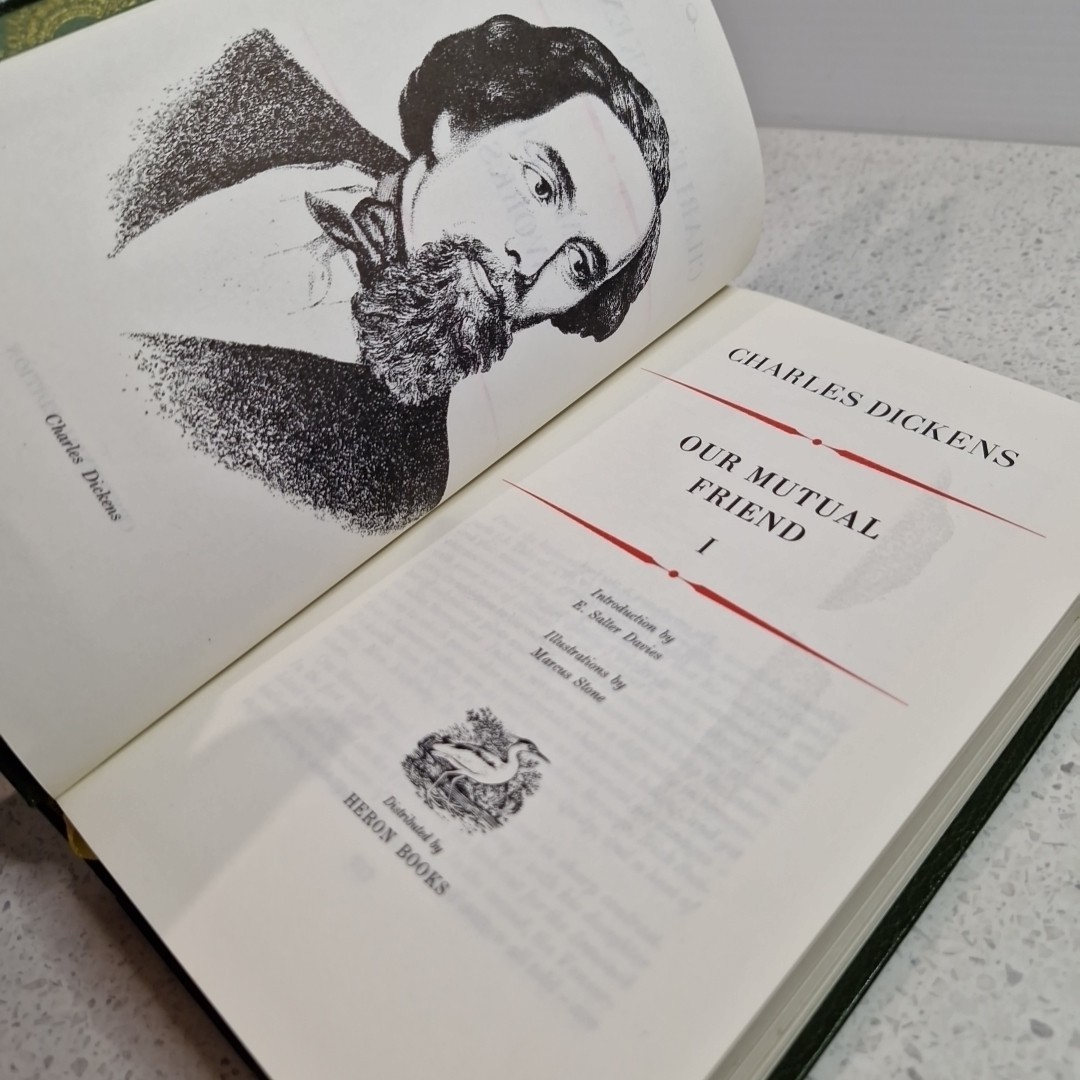 Charles Dickens
CHARLES DICKENS
OUR MUTUAL
FRIEND
I
Introduction by
E. Salter Davies
Illustrations by
Marcus Stone
Distributed by
HERON BOOKS